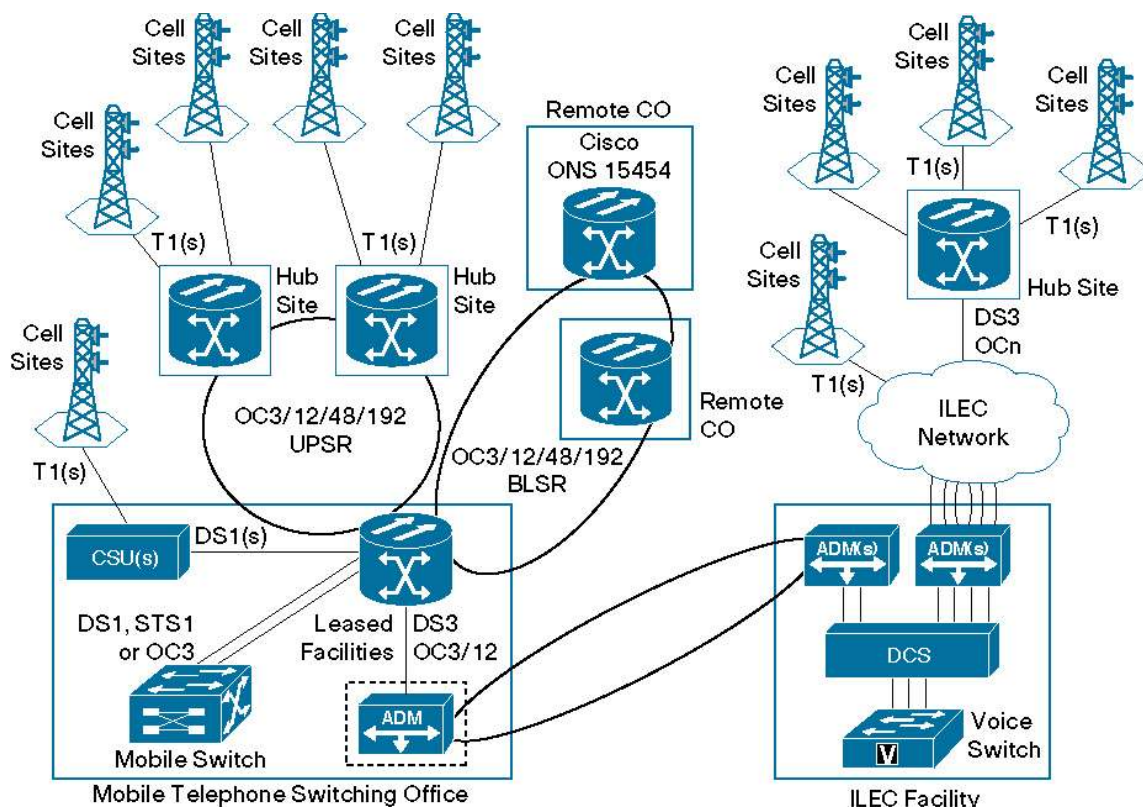 Cell
Sites
Cell
Sites
Cell
Sites
Cell
Sites
Cell
Sites
Cell
Sites
Cell
Sites
Remote CO
Cisco
ONS 15454
T1(s)
T1(s)
T1(s)
T1(s)
Hub
Site
Hub
Site
Hub Site
Cell
Sites
DS3
OCn
Cell
Sites
T1(s)
OC3/12/48/192
UPSR
Remote
CO
ILEC
Network
OC3/12/48/192
BLSR
T1(s)
DS1(s)
CSU(s)
ADM(s)
ADM(s)
DS1, STS1
or OC3
Leased
Facilities
DS3
OC3/12
DCS
ADM
Voice
Switch
V
Mobile Switch
Mobile Telephone Switching Office
ILEC Facility